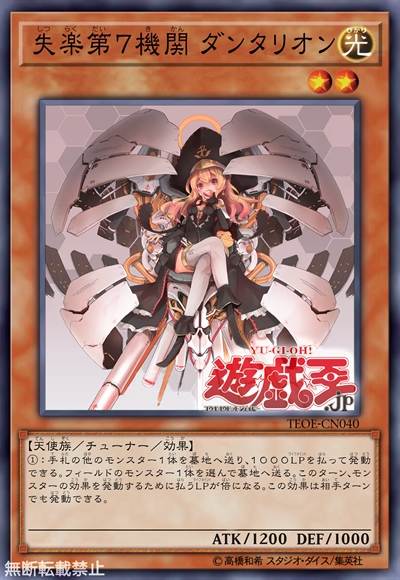 失楽第7機関 ダンタリオン 光
YU-GI-OH!
遊戯王.jp
TEOE-CN040
【天使族／チューナー／効果】
①：手札の他のモンスター1体を墓地へ送り、1000LPを払って発動
できる。フィールドのモンスター1体を選んで墓地へ送る。このターン、モン
スターの効果を発動するために払うLPが倍になる。この効果は相手ターン
でも発動できる。
ATK/1200 DEF/1000
無断転載禁止
©高橋和希 スタジオ・ダイス/集英社